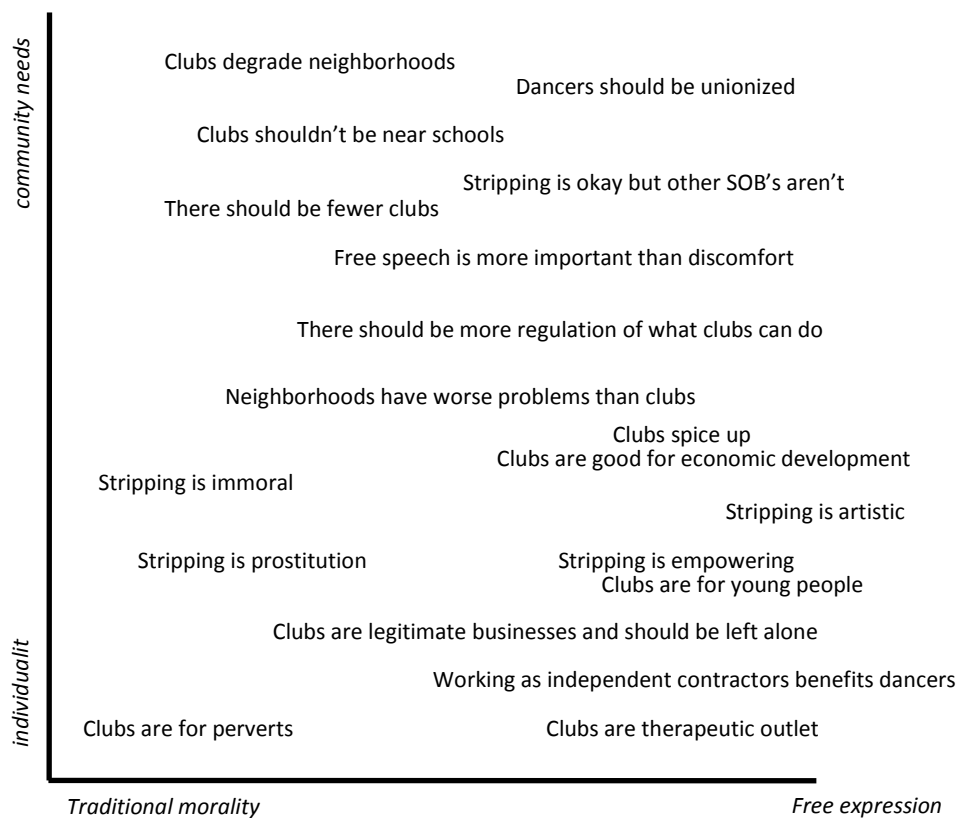 community needs
Clubs degrade neighborhoods
Dancers should be unionized
Clubs shouldn’t be near schools
Stripping is okay but other SOB’s aren’t
There should be fewer clubs
Free speech is more important than discomfort
There should be more regulation of what clubs can do
Neighborhoods have worse problems than clubs
Clubs spice up
Clubs are good for economic development
Stripping is immoral
Stripping is artistic
Stripping is prostitution
Stripping is empowering
Clubs are for young people
Clubs are legitimate businesses and should be left alone
individualit
Working as independent contractors benefits dancers
Clubs are for perverts
Clubs are therapeutic outlet
Traditional morality
Free expression